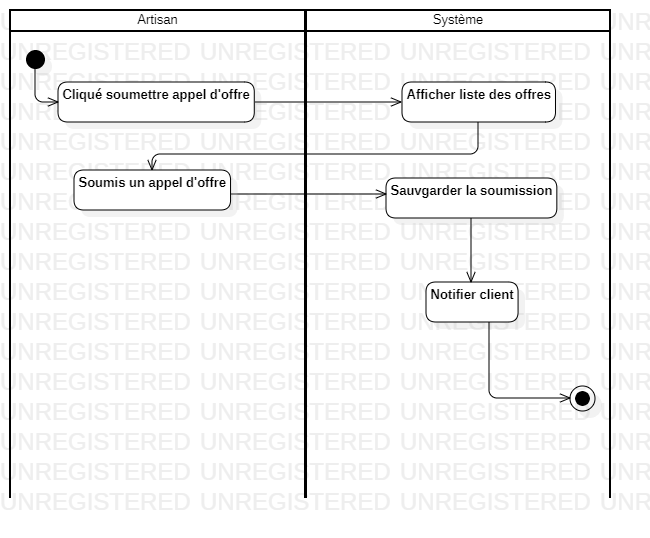 Artisan
Système
Cliqué soumettre appel d'offre
Afficher liste des offres
Soumis un appel d'offre
Sauvgarder la soumission
Notifier client
UNREGISTERED